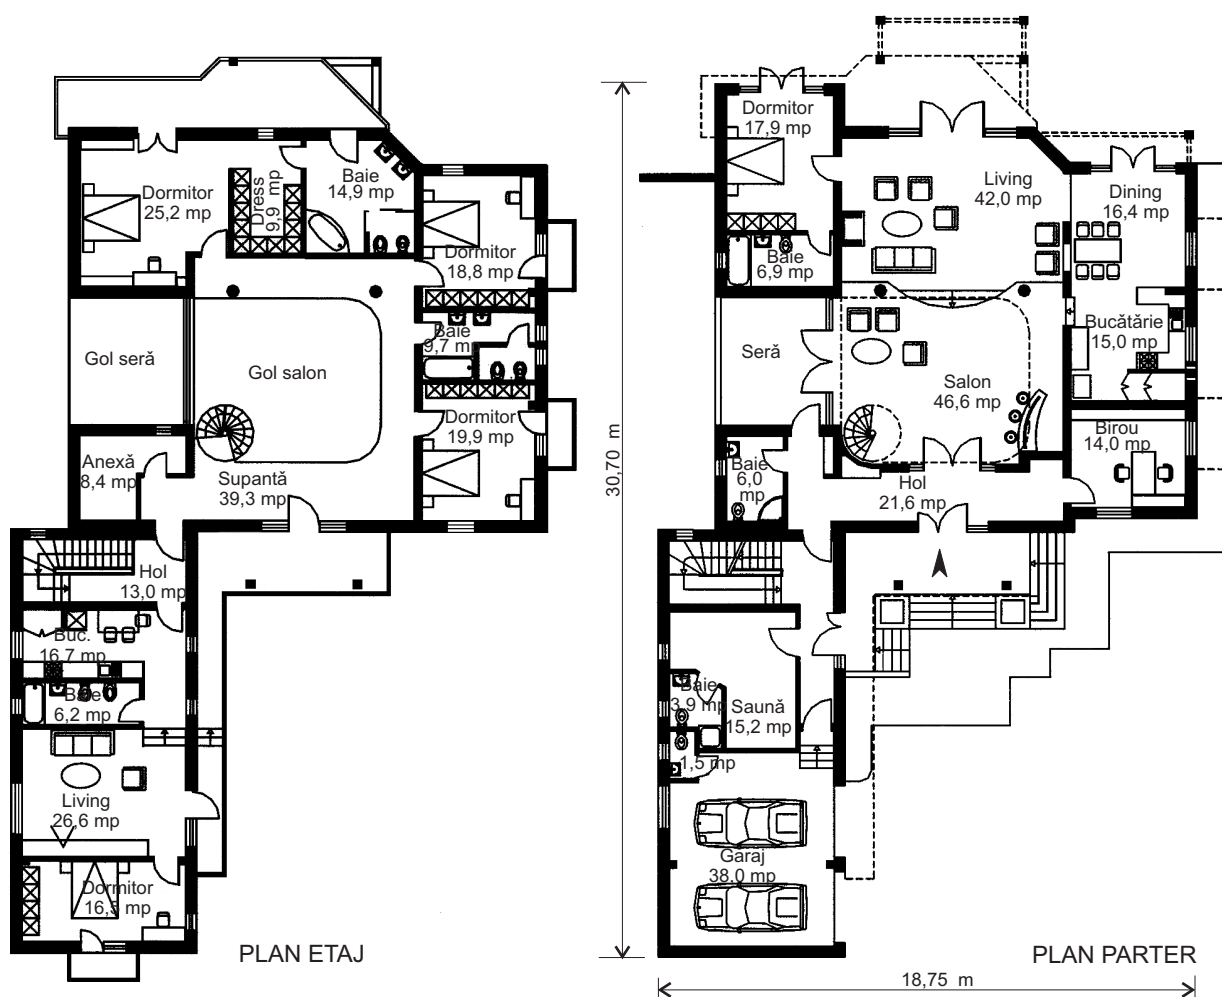 Dormitor
25,2 mp
Dress
9,9 mp
Baie
14,9 mp
Dormitor
18,8 mp
Gol seră
Gol salon
Baie
9,7 m
Dormitor
19,9 mp
Anexă
8,4 mp
Supantă
39,3 mp
Hol
13,0 mp
Buc.
16,7 mp
Baie
6,2 mp
Living
26,6 mp
Dormitor
16,5 mp
PLAN ETAJ
30,70 m
Dormitor
17,9 mp
Living
42,0 mp
Dining
16,4 mp
Baie
6,9 mp
Seră
Bucătărie
15,0 mp
Salon
46,6 mp
Birou
14,0 mp
Baie
6,0
mp
Hol
21,6 mp
Baie
3,9 mp
Saună
15,2 mp
1,5 mp
Garaj
38,0 mp
PLAN PARTER
18,75 m